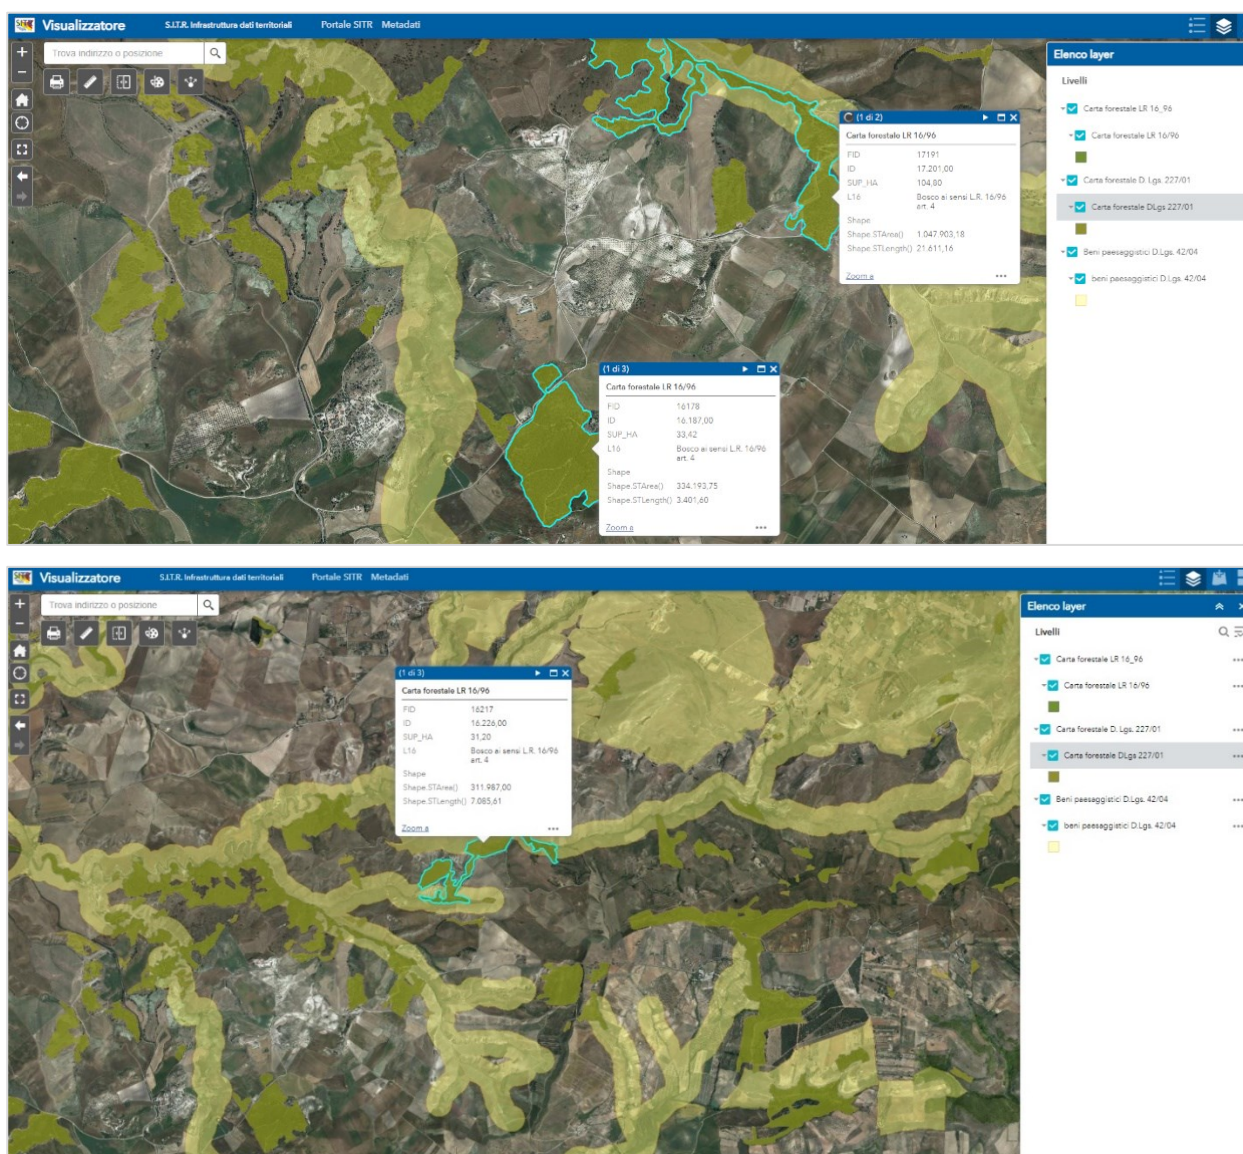 Visualizzatore S.I.T.R. Infrastruttura dati territoriali Portale SITR Metadati
Trova indirizzo o posizione
Elenco layer
Livelli
Carta forestale LR 16_96
Carta forestale LR 16/96
Carta forestale D. Lgs. 227/01
Carta forestale DLgs 227/01
Beni paesaggistici D.Lgs. 42/04
beni paesaggistici D.Lgs. 42/04
(1 di 2)
Carta forestale LR 16/96
FID 17191
ID 17.201,00
SUP_HA 104,80
L16 Bosco ai sensi L.R. 16/96
art. 4
Shape
Shape.STArea() 1.047.903,18
Shape.STLength() 21.611,16
Zoom a
(1 di 3)
Carta forestale LR 16/96
FID 16178
ID 16.187,00
SUP_HA 33,42
L16 Bosco ai sensi L.R. 16/96
art. 4
Shape
Shape.STArea() 334.193,75
Shape.STLength() 3.401,60
Zoom a
Visualizzatore S.I.T.R. Infrastruttura dati territoriali Portale SITR Metadati
Trova indirizzo o posizione
Elenco layer
Livelli
Carta forestale LR 16_96
Carta forestale LR 16/96
Carta forestale D. Lgs. 227/01
Carta forestale DLgs 227/01
Beni paesaggistici D.Lgs. 42/04
beni paesaggistici D.Lgs. 42/04
(1 di 3)
Carta forestale LR 16/96
FID 16217
ID 16.226,00
SUP_HA 31,20
L16 Bosco ai sensi L.R. 16/96
art. 4
Shape
Shape.STArea() 311.987,00
Shape.STLength() 7.085,61
Zoom a